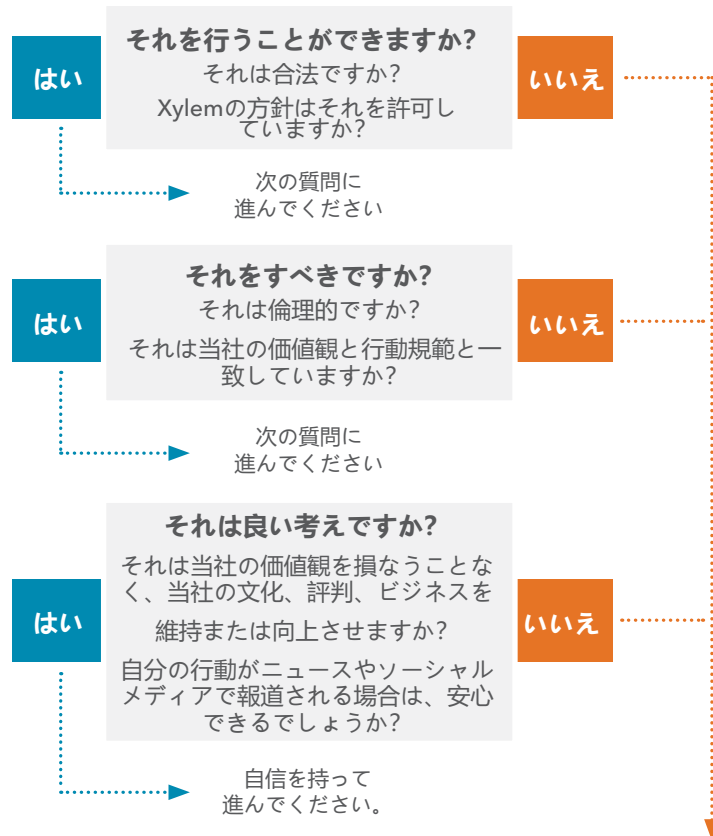 それを行うことができますか?
はい
それは合法ですか?
いいえ
Xylemの方針はそれを許可し
ていますか?
次の質問に
進んでください
それをすべきですか?
はい
それは倫理的ですか?
いいえ
それは当社の価値観と行動規範と一
致していますか?
次の質問に
進んでください
それは良い考えですか?
それは当社の価値観を損なうことな
く、当社の文化、評判、ビジネスを
はい
維持または向上させますか?
いいえ
自分の行動がニュースやソーシャル
メディアで報道される場合は、安心
できるでしょうか?
自信を持って
進んでください。